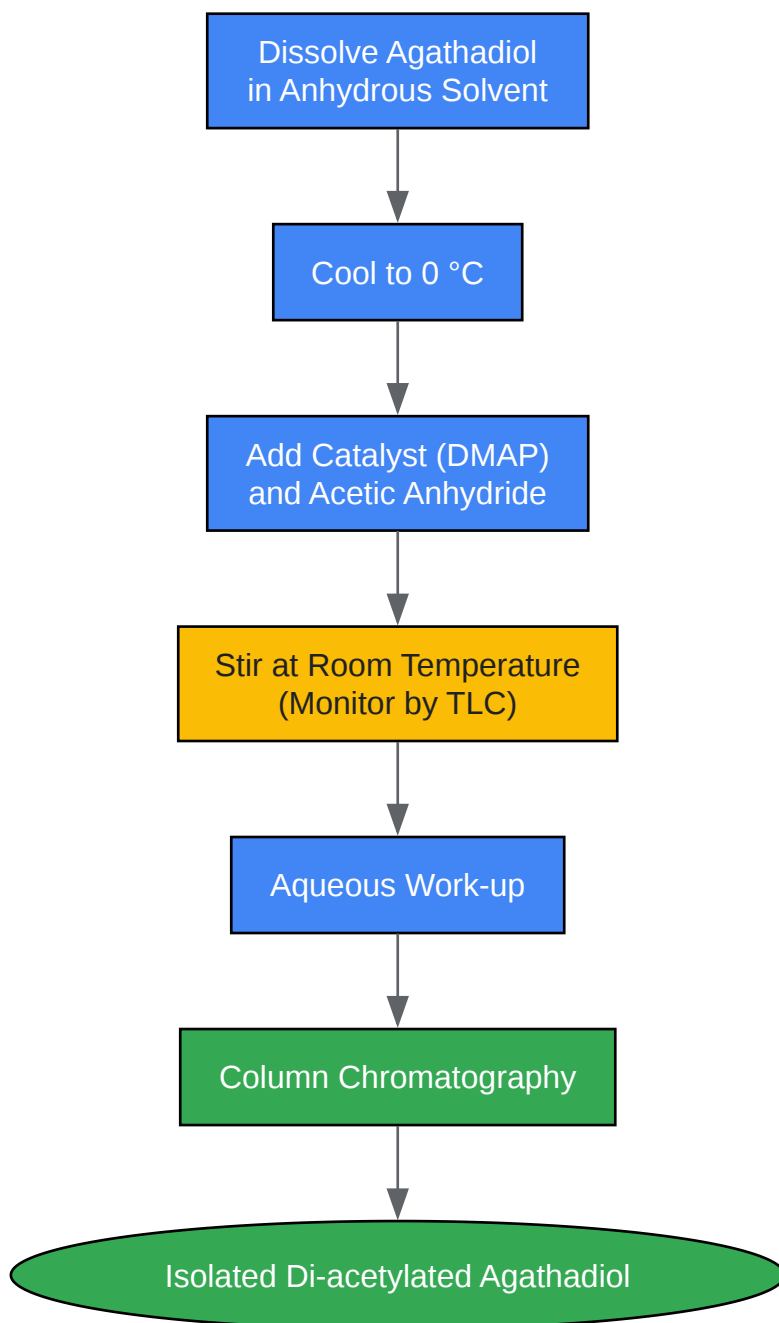 Dissolve Agathadiol
in Anhydrous Solvent
Cool to 0 °C
Add Catalyst (DMAP)
and Acetic Anhydride
Stir at Room Temperature
(Monitor by TLC)
Aqueous Work-up
Column Chromatography
Isolated Di-acetylated Agathadiol